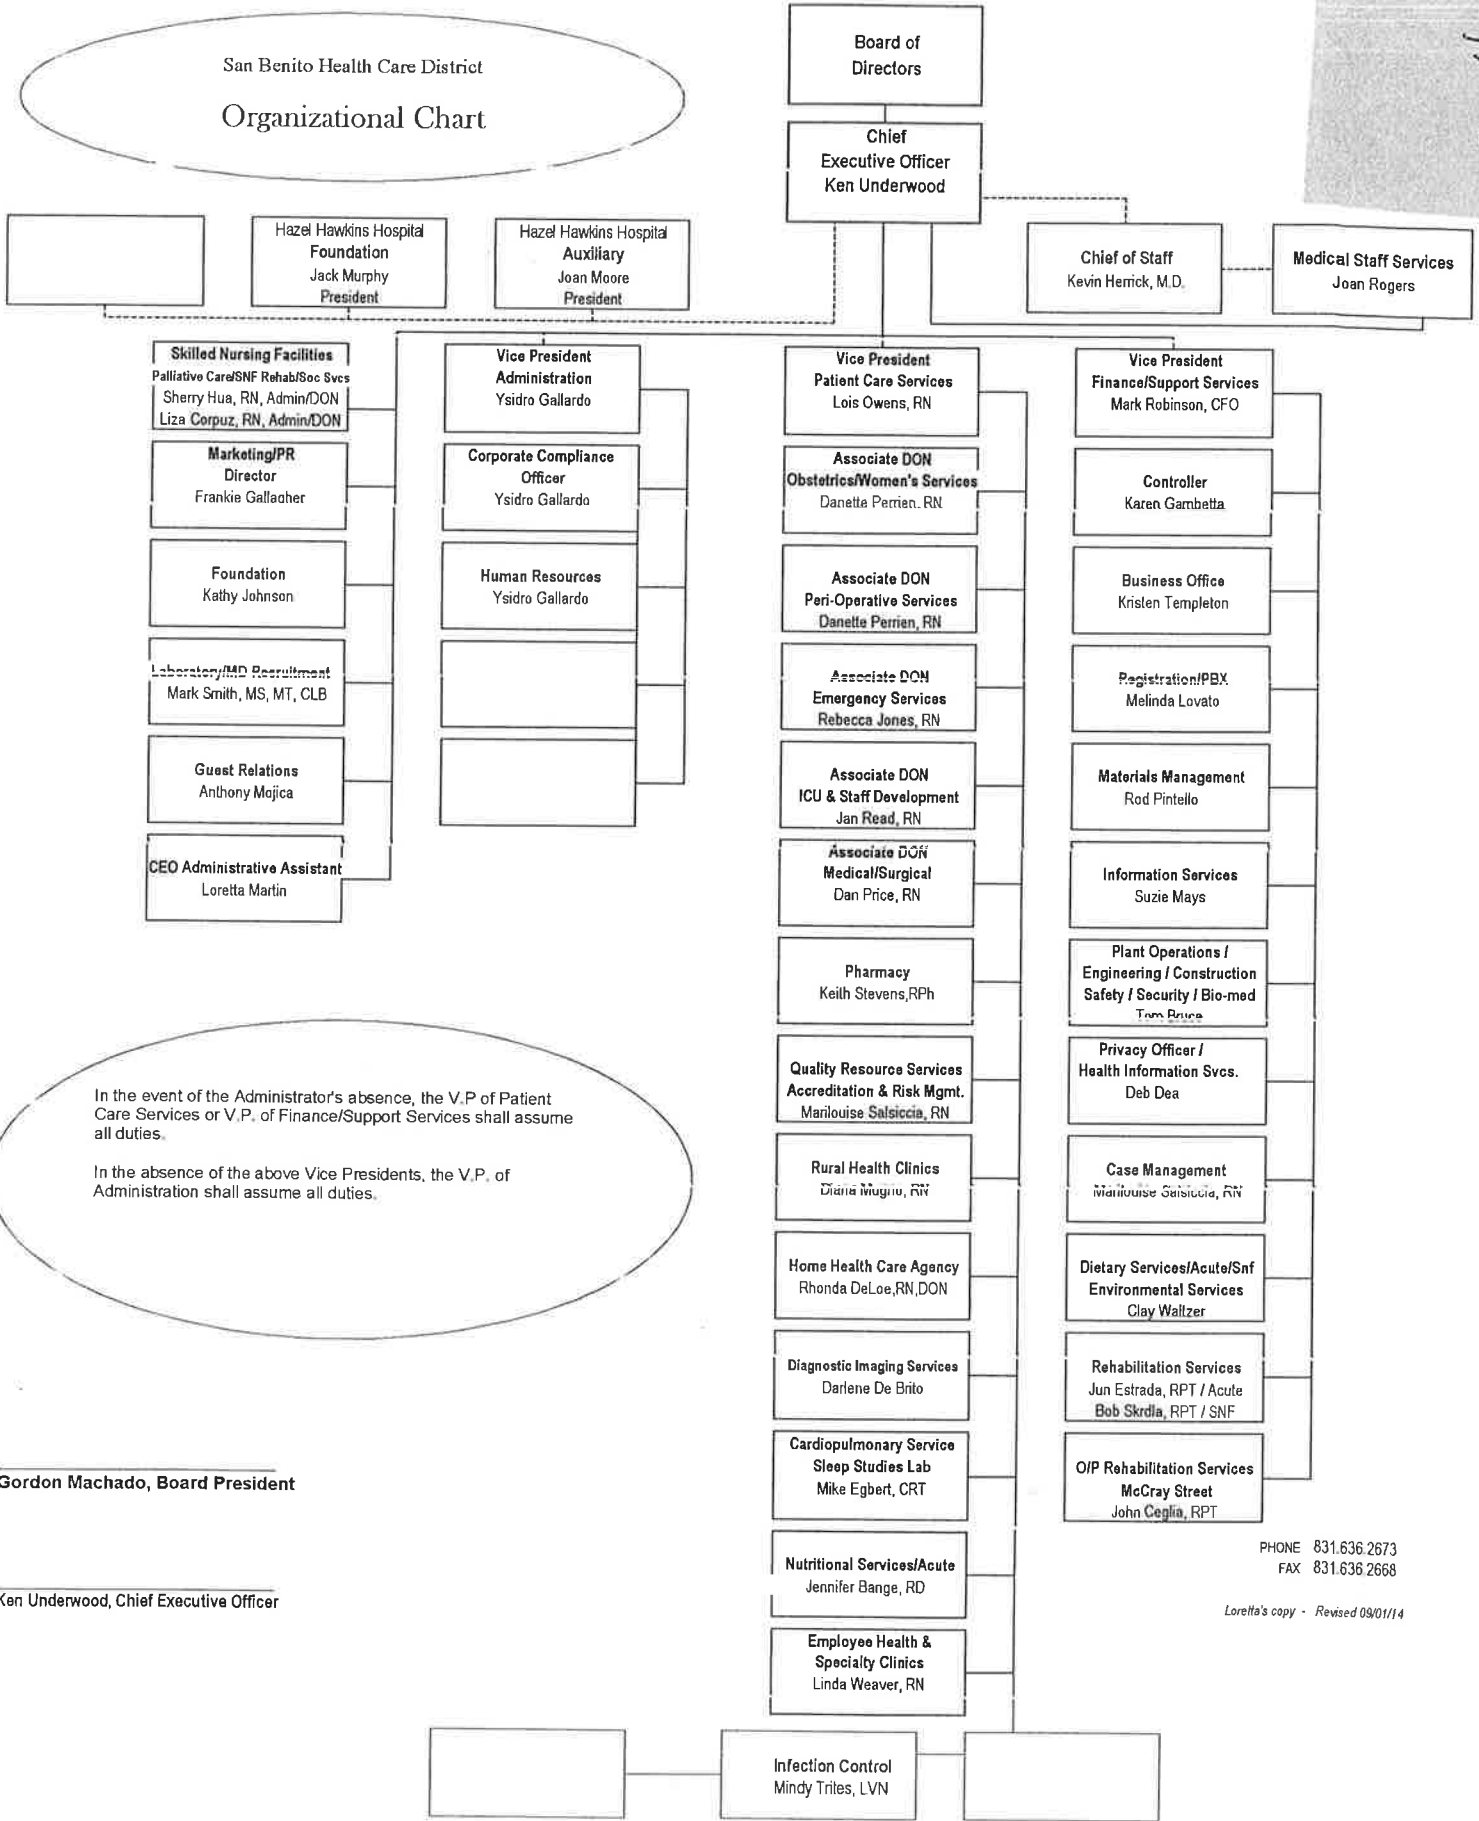 San Benito Health Care District
Organizational Chart
Board of
Directors
Chief
Executive Officer
Ken Underwood
Hazel Hawkins Hospital
Foundation
Jack Murphy
President
Hazel Hawkins Hospital
Auxiliary
Joan Moore
President
Chief of Staff
Kevin Herrick, M.D.
Medical Staff Services
Joan Rogers
Skilled Nursing Facilities
Palliative Care/SNF Rehab/Soc Svcs
Sherry Hua, RN, Admin/DON
Liza Corpuz, RN, Admin/DON
Marketing/PR
Director
Frankie Gallagher
Foundation
Kathy Johnson
Laboratory/MD Recruitment
Mark Smith, MS, MT, CLB
Guest Relations
Anthony Mojica
CEO Administrative Assistant
Loretta Martin
Vice President
Administration
Ysidro Gallardo
Corporate Compliance
Officer
Ysidro Gallardo
Human Resources
Ysidro Gallardo
Vice President
Patient Care Services
Lois Owens, RN
Associate DON
Obstetrics/Women's Services
Danette Perrien, RN
Associate DON
Peri-Operative Services
Danette Perrien, RN
Associate DON
Emergency Services
Rebecca Jones, RN
Associate DON
ICU & Staff Development
Jan Read, RN
Associate DON
Medical/Surgical
Dan Price, RN
Pharmacy
Keith Stevens,RPh
Quality Resource Services
Accreditation & Risk Mgmt.
Marilouise Salsiccia, RN
Rural Health Clinics
Diana Mugno, RN
Home Health Care Agency
Rhonda DeLoe,RN,DON
Diagnostic Imaging Services
Darlene De Brito
Cardiopulmonary Service
Sleep Studies Lab
Mike Egbert, CRT
Nutritional Services/Acute
Jennifer Bange, RD
Employee Health &
Specialty Clinics
Linda Weaver, RN
Infection Control
Mindy Trites, LVN
Vice President
Finance/Support Services
Mark Robinson, CFO
Controller
Karen Gambetta
Business Office
Kristen Templeton
Registration/PBX
Melinda Lovato
Materials Management
Rod Pintello
Information Services
Suzie Mays
Plant Operations /
Engineering / Construction
Safety / Security / Bio-med
Tom Bruce
Privacy Officer /
Health Information Svcs.
Deb Dea
Case Management
Marilouise Salsiccia, RN
Dietary Services/Acute/Snf
Environmental Services
Clay Waltzer
Rehabilitation Services
Jun Estrada, RPT / Acute
Bob Skrdla, RPT / SNF
O/P Rehabilitation Services
McCray Street
John Ceglia, RPT
In the event of the Administrator's absence, the V.P of Patient
Care Services or V.P. of Finance/Support Services shall assume
all duties.
In the absence of the above Vice Presidents, the V.P. of
Administration shall assume all duties.
Gordon Machado, Board President
Ken Underwood, Chief Executive Officer
PHONE 831.636.2673
FAX 831.636.2668
Loretta's copy - Revised 09/01/14